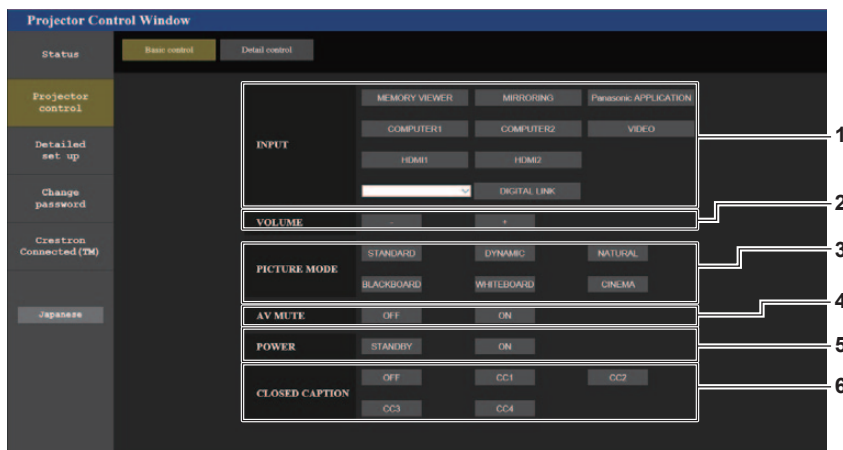 Projector Control Window
Status
Basic control
Detail control
Projector
control
Detailed
set up
Change
password
Crestron
Connected(TM)
Japanese
INPUT
MEMORY VIEWER
MIRRORING
Panasonic APPLICATION
COMPUTER1
COMPUTER2
VIDEO
HDMI1
HDMI2
DIGITAL LINK
1
VOLUME
-
+
2
PICTURE MODE
STANDARD
DYNAMIC
NATURAL
BLACKBOARD
WHITEBOARD
CINEMA
3
AV MUTE
OFF
ON
4
POWER
STANDBY
ON
5
CLOSED CAPTION
OFF
CC1
CC2
CC3
CC4
6